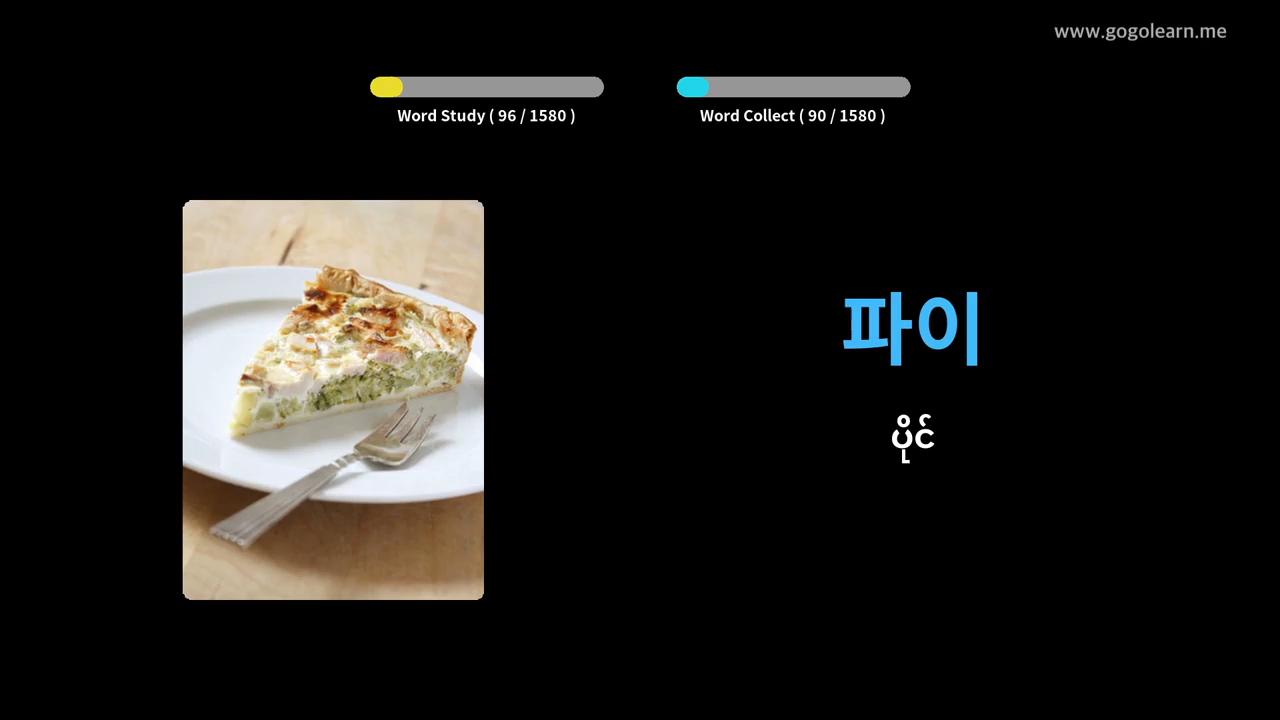 www.gogolearn.me
Word Study ( 96 / 1580 )
Word Collect ( 90 / 1580 )
파이
ပိုင်